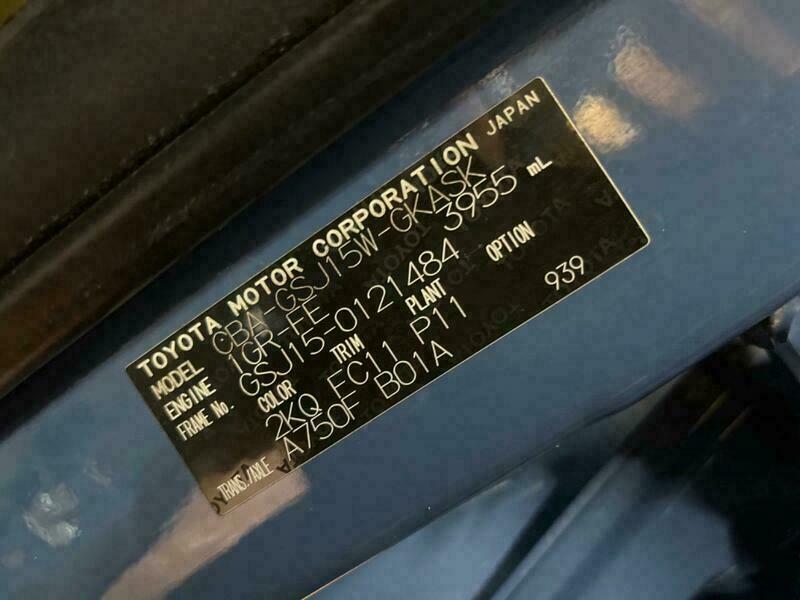 TOYOTA MOTOR CORPORATION JAPAN
MODEL CBA-GSJ15W-GKASK
ENGINE 1GR-FE 3955 mL
FRAME No. GSJ15-0121484
COLOR TRIM PLANT OPTION
2KQ FC11 P11 939
TRANS./AXLE A750F B01A